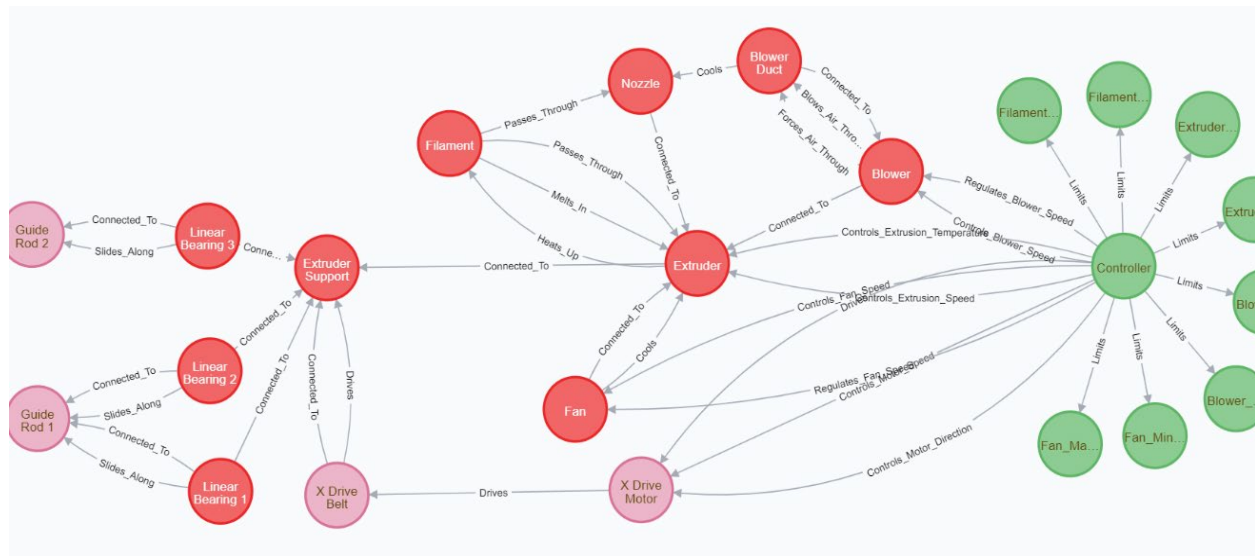 Blower
Duct
Nozzle
Cools
Connected_To
Blows_Air_Thro...
Forces_Air_Through
Filament...
Filament...
Extruder...
Passes_Through
Filament
Passes_Through
Connected_To
Blower
Limits
Limits
Limits
Melts_In
Regulates_Blower_Speed
Connected_To
Controls_Blower_Speed
Guide
Rod 2
Connected_To
Slides_Along
Linear
Bearing 3
Conne...
Extruder
Support
Connected_To
Heats_Up
Extruder
Controls_Extrusion_Temperature
Controls_Extrusion_Speed
Controls_Fan_Speed
Drives
Controller
Limits
Limits
Limits
Limits
Limits
Connected_To
Linear
Bearing 2
Connected_To
Slides_Along
Guide
Rod 1
Connected_To
Slides_Along
Linear
Bearing 1
Connected_To
Connected_To
Drives
Connected_To
Cools
Fan
Regulates_Fan_Speed
Controls_Motor_Speed
Controls_Motor_Direction
Blower_
Fan_Ma...
Fan_Min...
X Drive
Belt
Drives
X Drive
Motor